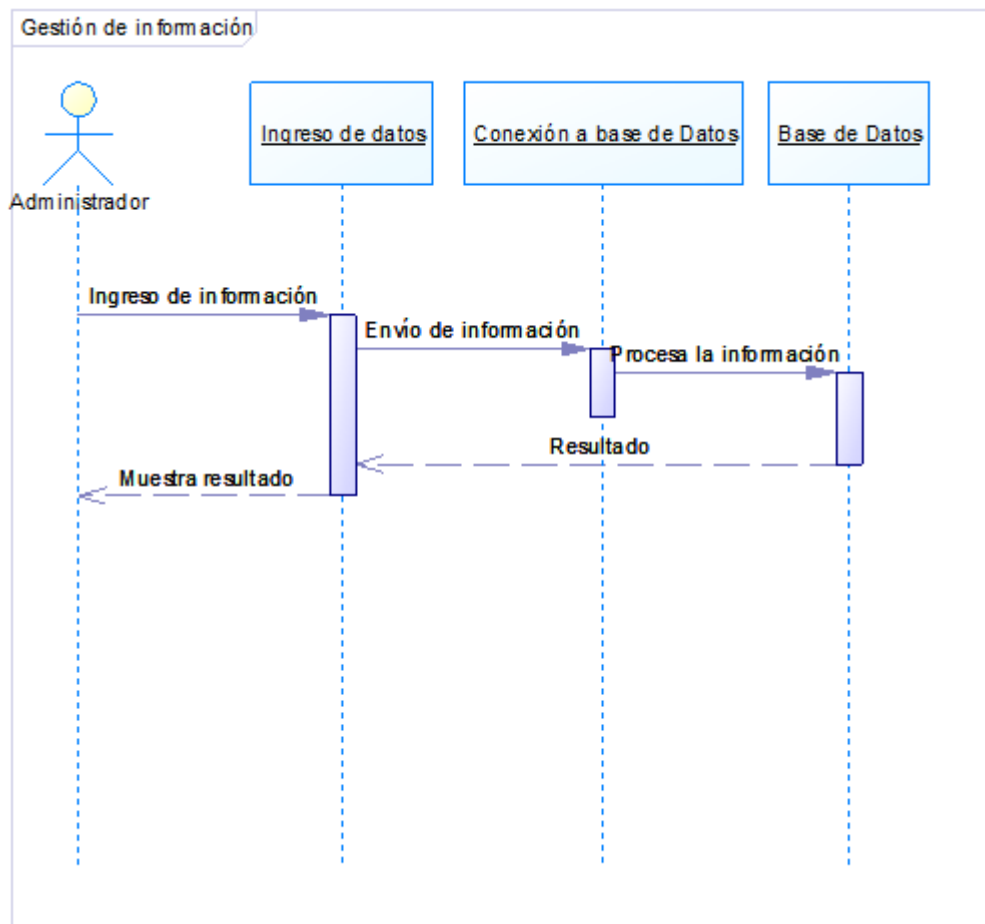 Gestión de información
Ingreso de datos
Conexión a base de Datos
Base de Datos
Administrador
Ingreso de información
Envío de información
Procesa la información
Resultado
Muestra resultado